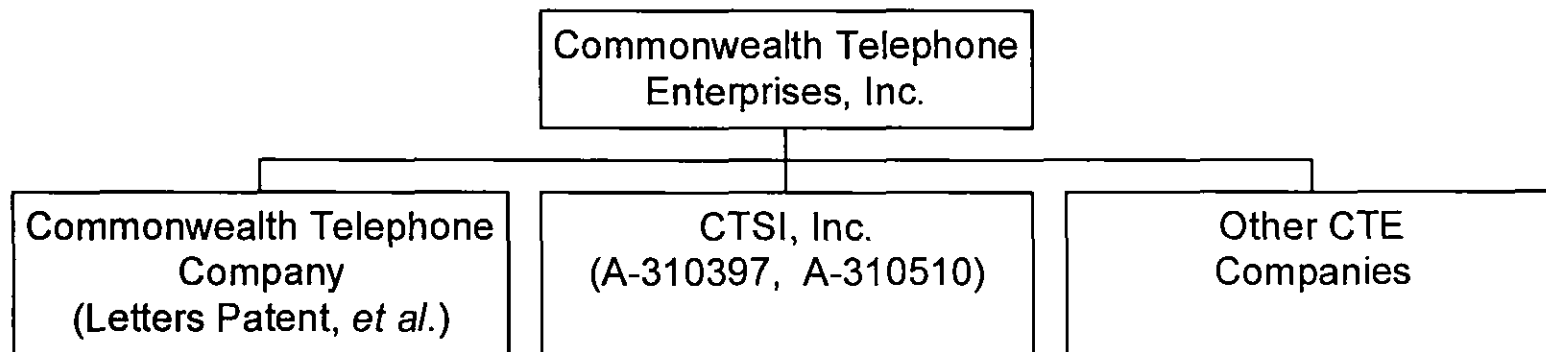 Commonwealth Telephone
Enterprises, Inc.
Commonwealth Telephone
Company
(Letters Patent, et al.)
CTSI, Inc.
(A-310397, A-310510)
Other CTE
Companies